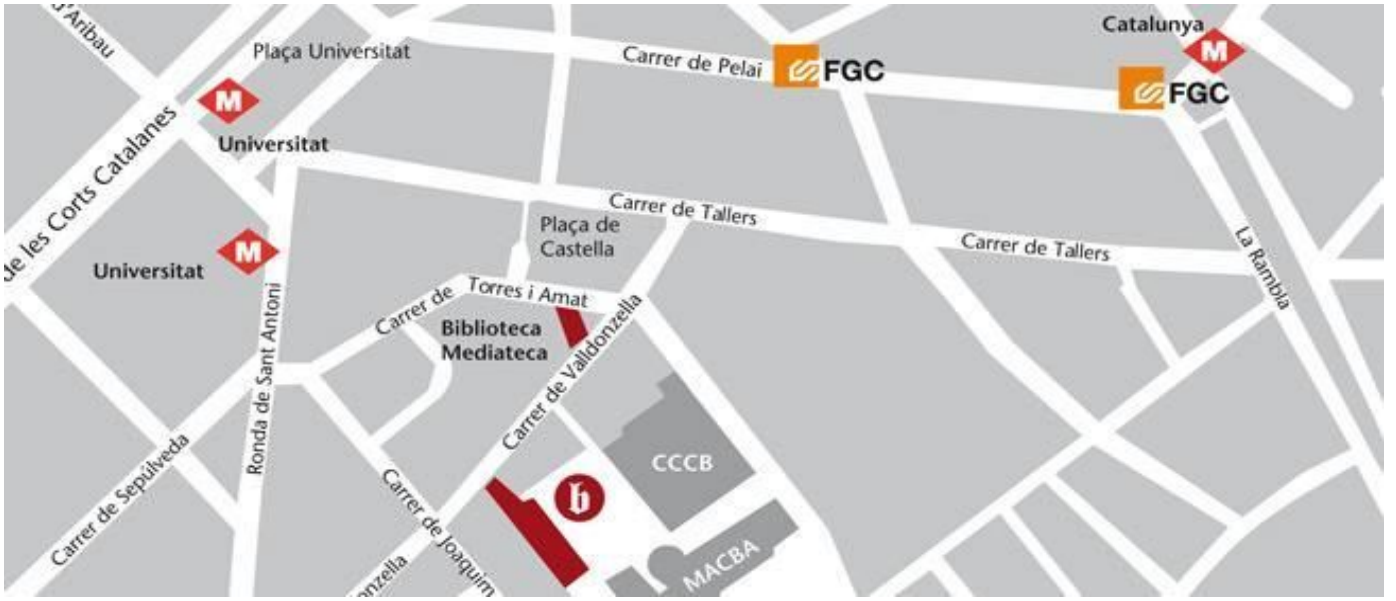 d'Aribau
Plaça Universitat
Catalunya
M
Carrer de Pelai
FGC
FGC
M
Universitat
de les Corts Catalanes
Carrer de Tallers
Plaça de
Castella
Carrer de Tallers
La Rambla
M
Universitat
Torres i Amat
Carrer de
Biblioteca
Mediateca
Ronda de Sant Antoni
Carrer de Valldonzella
Carrer de Sepúlveda
CCCB
b
Carrer de Joaquim
onzella
MACBA